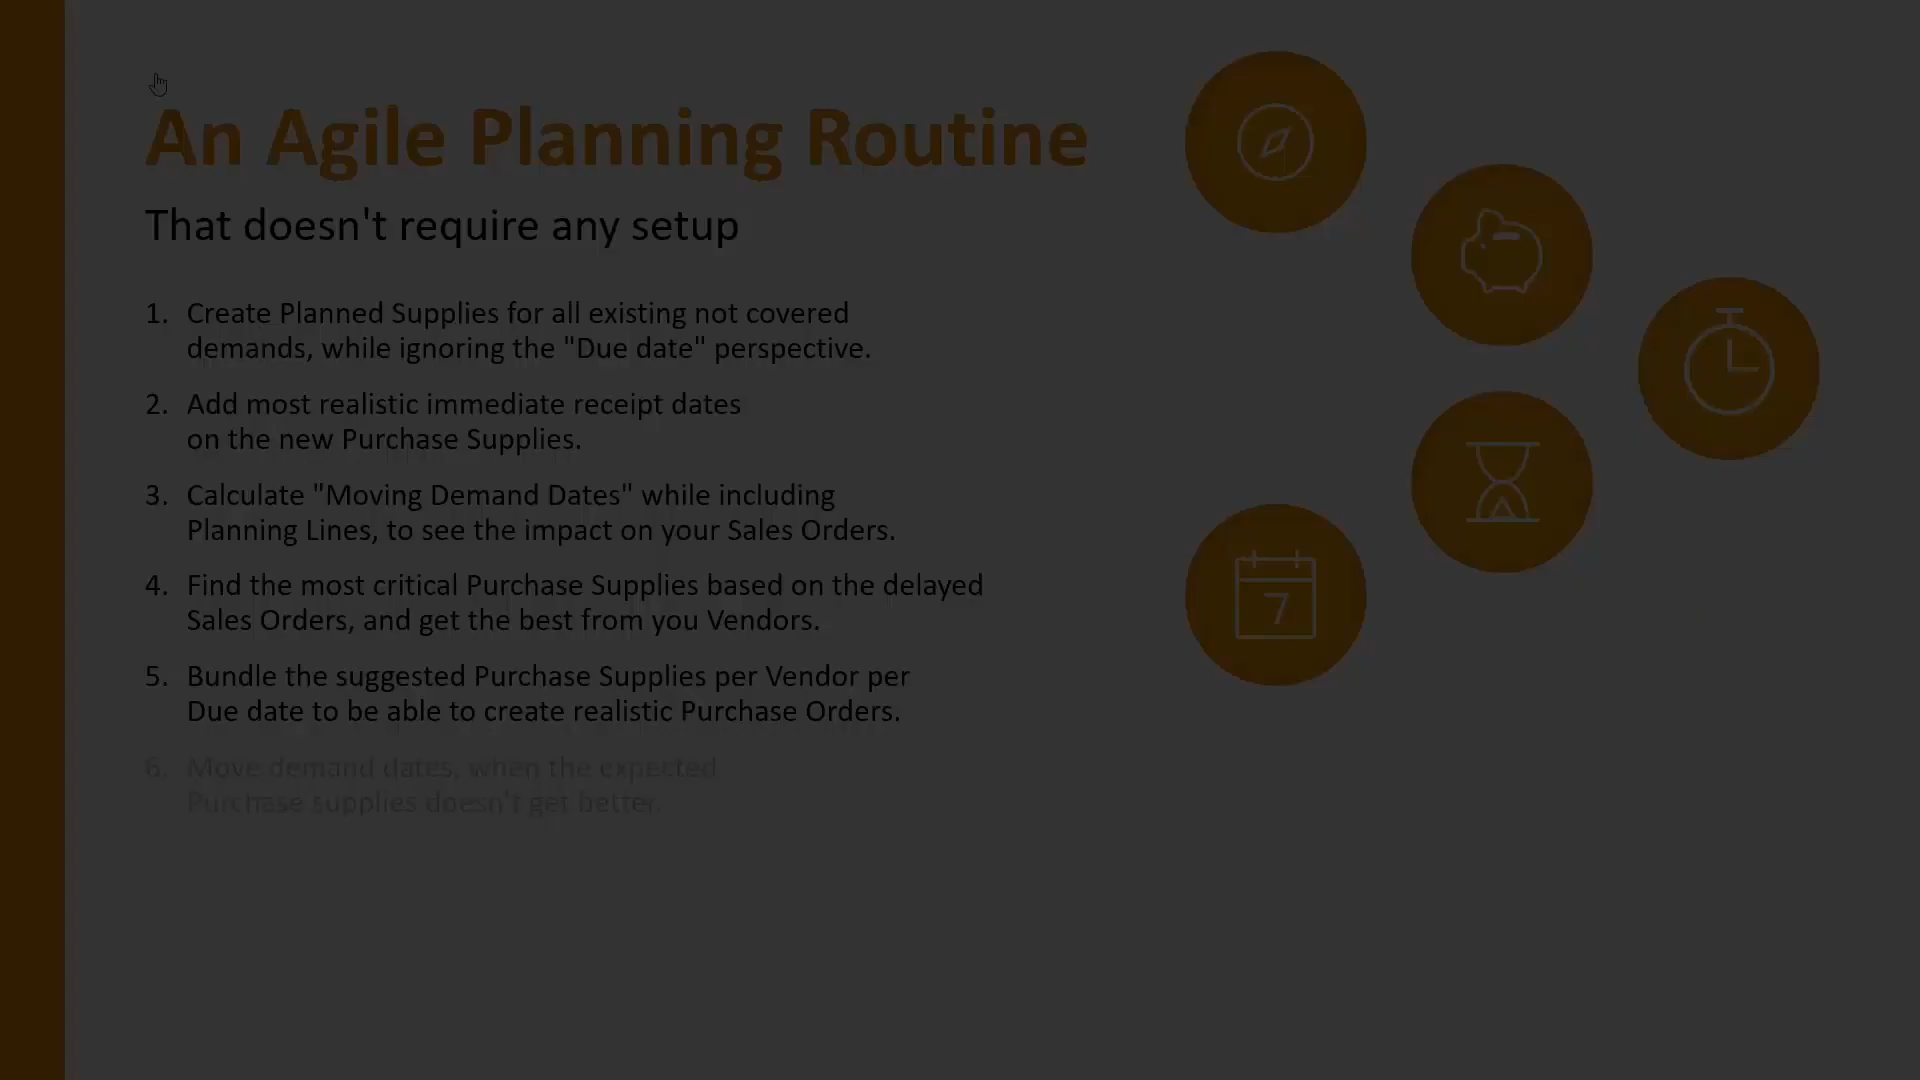 An Agile Planning Routine
That doesn't require any setup
1. Create Planned Supplies for all existing not covered
demands, while ignoring the "Due date" perspective.
2. Add most realistic immediate receipt dates
on the new Purchase Supplies.
3. Calculate "Moving Demand Dates" while including
Planning Lines, to see the impact on your Sales Orders.
4. Find the most critical Purchase Supplies based on the delayed
Sales Orders, and get the best from you Vendors.
5. Bundle the suggested Purchase Supplies per Vendor per
Due date to be able to create realistic Purchase Orders.
6. Move demand dates, when the expected
Purchase supplies doesn't get better.
7